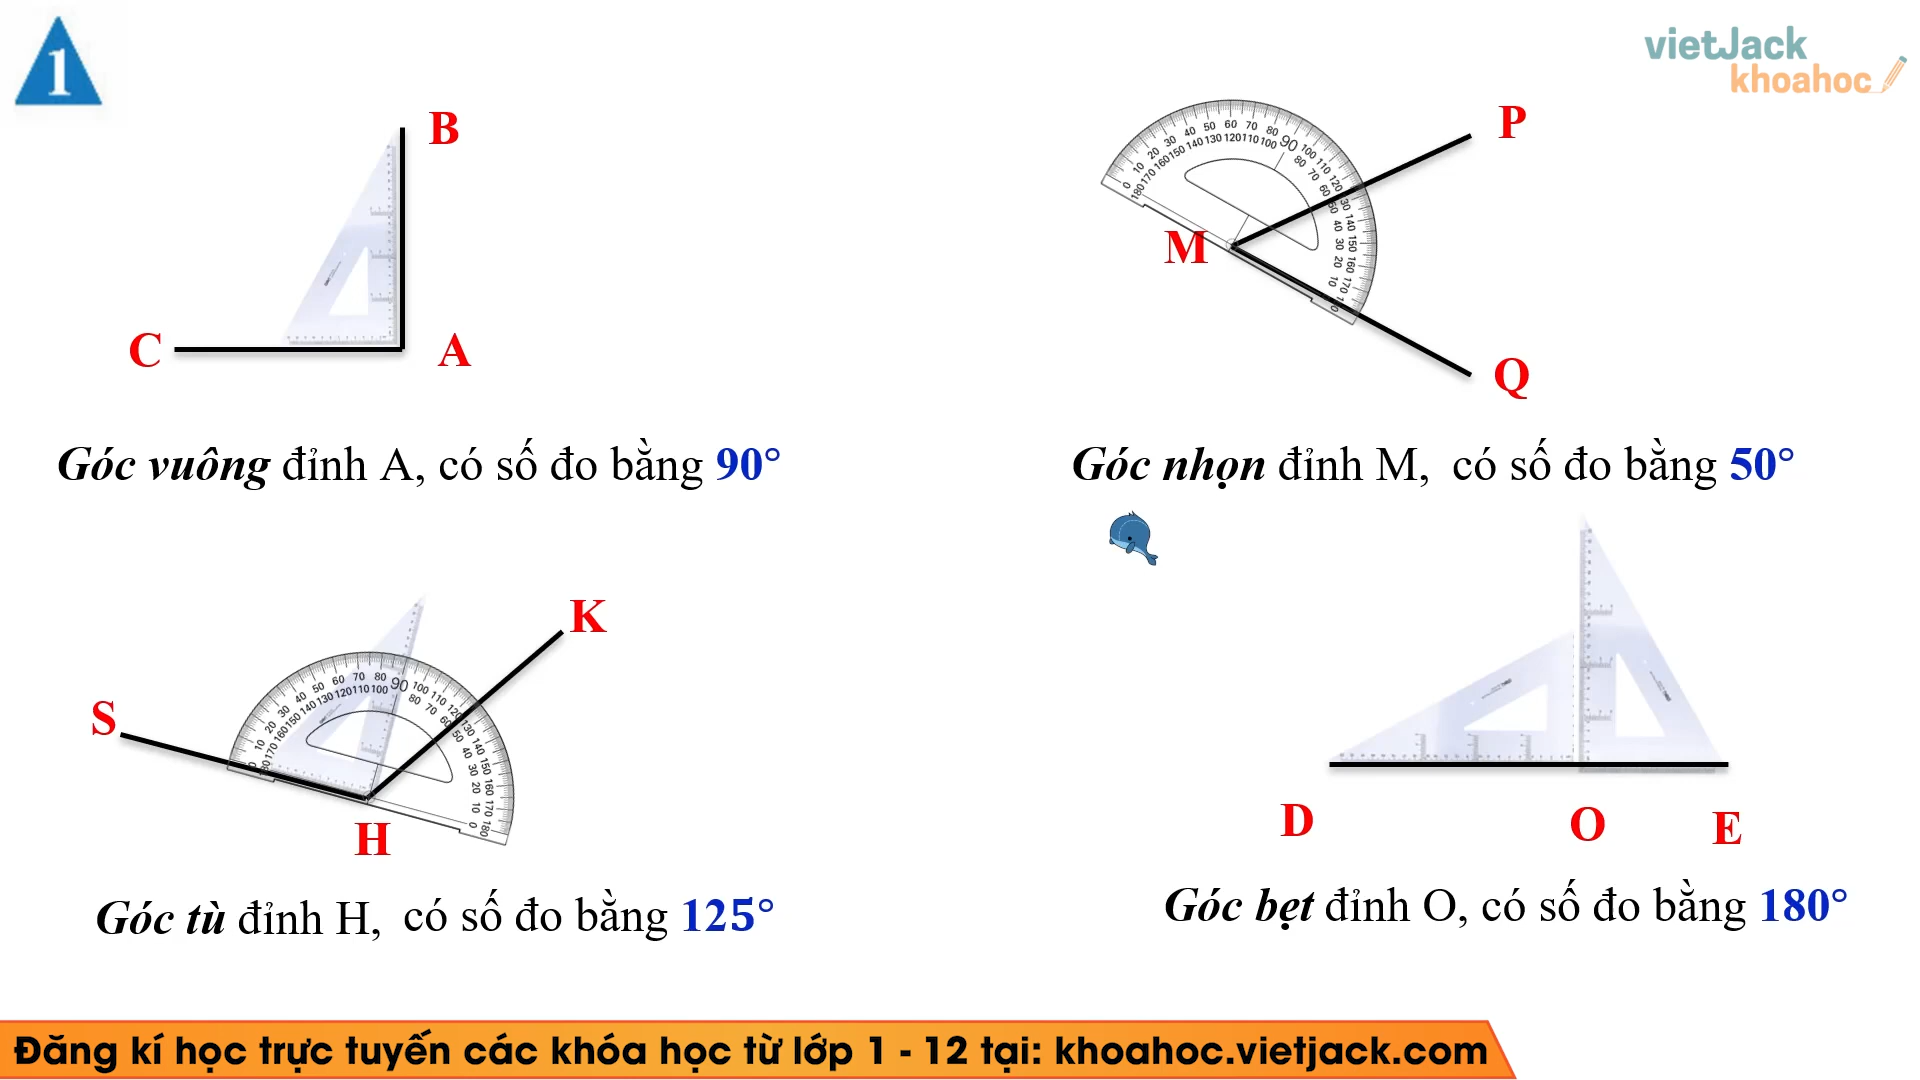 1
vietJack
khoahoc
B
C
A
P
M
Q
Góc vuông đỉnh A, có số đo bằng 90°
Góc nhọn đỉnh M, có số đo bằng 50°
K
S
H
D
O
E
Góc tù đỉnh H, có số đo bằng 125°
Góc bẹt đỉnh O, có số đo bằng 180°
Đăng kí học trực tuyến các khóa học từ lớp 1 - 12 tại: khoahoc.vietjack.com